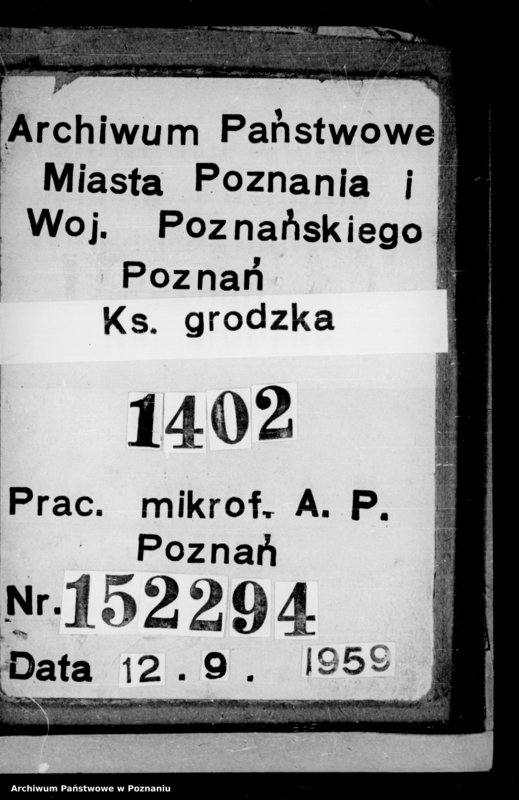 Archiwum Państwowe
Miasta Poznania i
Woj. Poznańskiego
Poznań
Ks. grodzka
1402
Prac. mikrof. A. P.
Poznań
Nr. 152294
Data 12. 9. 1959
Archiwum Państwowe w Poznaniu